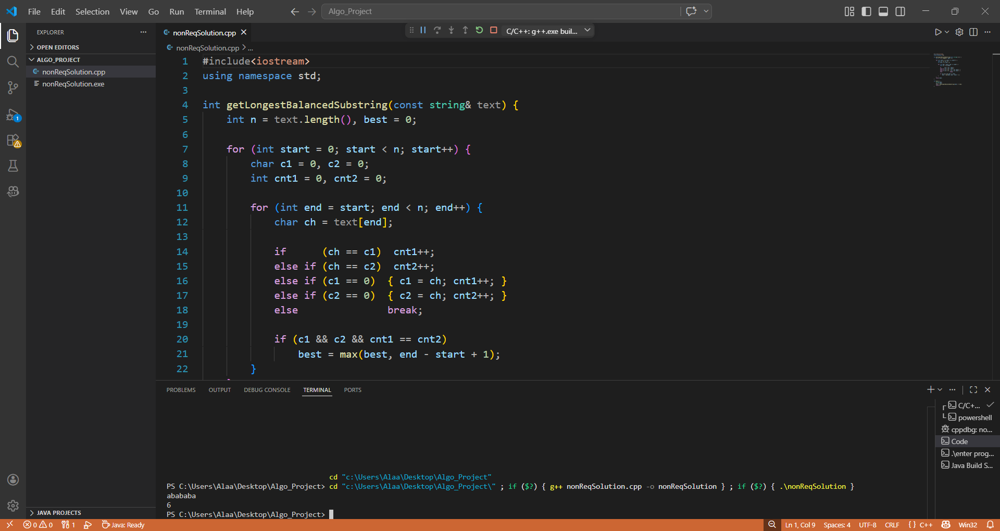 File Edit Selection View Go Run Terminal Help
Algo_Project
EXPLORER
OPEN EDITORS
ALGO_PROJECT
nonReqSolution.cpp
nonReqSolution.exe
JAVA PROJECTS
1
nonReqSolution.cpp
C/C++: g++.exe buil...
nonReqSolution.cpp > ...
1 #include<iostream>
2 using namespace std;
3
4 int getLongestBalancedSubstring(const string& text) {
5 int n = text.length(), best = 0;
6
7 for (int start = 0; start < n; start++) {
8 char c1 = 0, c2 = 0;
9 int cnt1 = 0, cnt2 = 0;
10
11 for (int end = start; end < n; end++) {
12 char ch = text[end];
13
14 if (ch == c1) cnt1++;
15 else if (ch == c2) cnt2++;
16 else if (c1 == 0) { c1 = ch; cnt1++; }
17 else if (c2 == 0) { c2 = ch; cnt2++; }
18 else break;
19
20 if (c1 && c2 && cnt1 == cnt2)
21 best = max(best, end - start + 1);
22 }
PROBLEMS OUTPUT DEBUG CONSOLE TERMINAL PORTS
cd "c:\Users\Alaa\Desktop\Algo_Project"
PS C:\Users\Alaa\Desktop\Algo_Project> cd "c:\Users\Alaa\Desktop\Algo_Project\" ; if ($?) { g++ nonReqSolution.cpp -o nonReqSolution } ; if ($?) { .\nonReqSolution }
abababa
6
PS C:\Users\Alaa\Desktop\Algo_Project>
C/C+...
powershell
cppdbg: no...
Code
.\enter prog...
Java Build S...
0 0 1 Java: Ready Ln 1, Col 9 Spaces: 4 UTF-8 CRLF {} C++ Win32